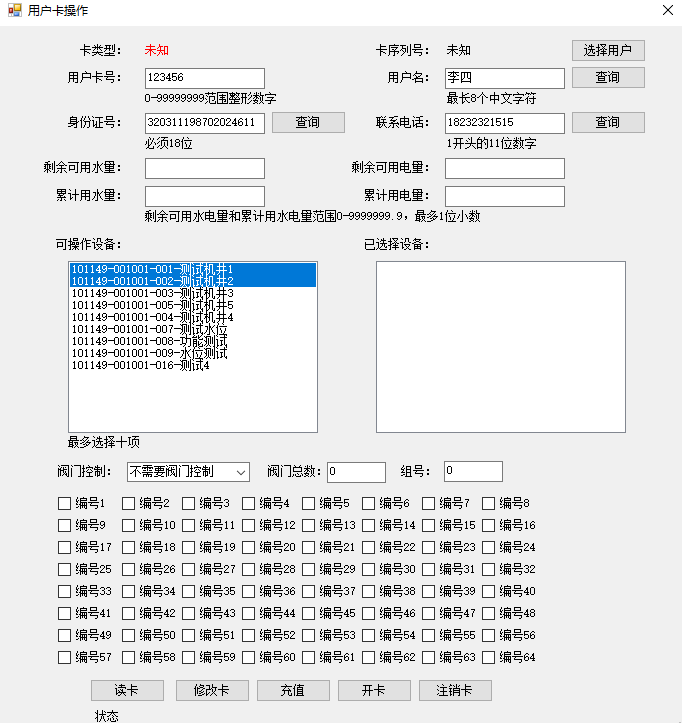 用户卡操作
卡类型： 未知 卡序列号： 未知 选择用户
用户卡号： 123456 用户名： 李四 查询
0-99999999范围整形数字 最长8个中文字符
身份证号： 320311198702024611 查询 联系电话： 18232321515 查询
必须18位 1开头的11位数字
剩余可用水量： 剩余可用电量：
累计用水量： 累计用电量：
剩余可用水电量和累计用水电量范围0-9999999.9，最多1位小数
可操作设备： 已选择设备：
101149-001001-001-测试机井1
101149-001001-002-测试机井2
101149-001001-003-测试机井3
101149-001001-005-测试机井5
101149-001001-004-测试机井4
101149-001001-007-测试水位
101149-001001-008-功能测试
101149-001001-009-水位测试
101149-001001-016-测试4
最多选择十项
阀门控制： 不需要阀门控制 阀门总数： 0 组号： 0
编号1 编号2 编号3 编号4 编号5 编号6 编号7 编号8
编号9 编号10 编号11 编号12 编号13 编号14 编号15 编号16
编号17 编号18 编号19 编号20 编号21 编号22 编号23 编号24
编号25 编号26 编号27 编号28 编号29 编号30 编号31 编号32
编号33 编号34 编号35 编号36 编号37 编号38 编号39 编号40
编号41 编号42 编号43 编号44 编号45 编号46 编号47 编号48
编号49 编号50 编号51 编号52 编号53 编号54 编号55 编号56
编号57 编号58 编号59 编号60 编号61 编号62 编号63 编号64
读卡 修改卡 充值 开卡 注销卡
状态